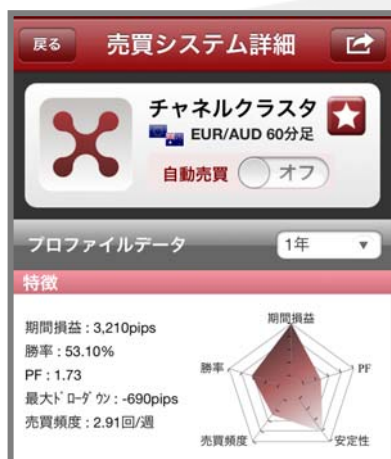 戻る
売買システム詳細
チャネルクラスタ
EUR/AUD 60分足
自動売買
オフ
プロファイルデータ
1年
特徴
期間損益 : 3,210pips
勝率 : 53.10%
PF : 1.73
最大ﾄﾞﾛｰﾀﾞｳﾝ : -690pips
売買頻度 : 2.91回/週
期間損益
勝率
PF
売買頻度
安定性